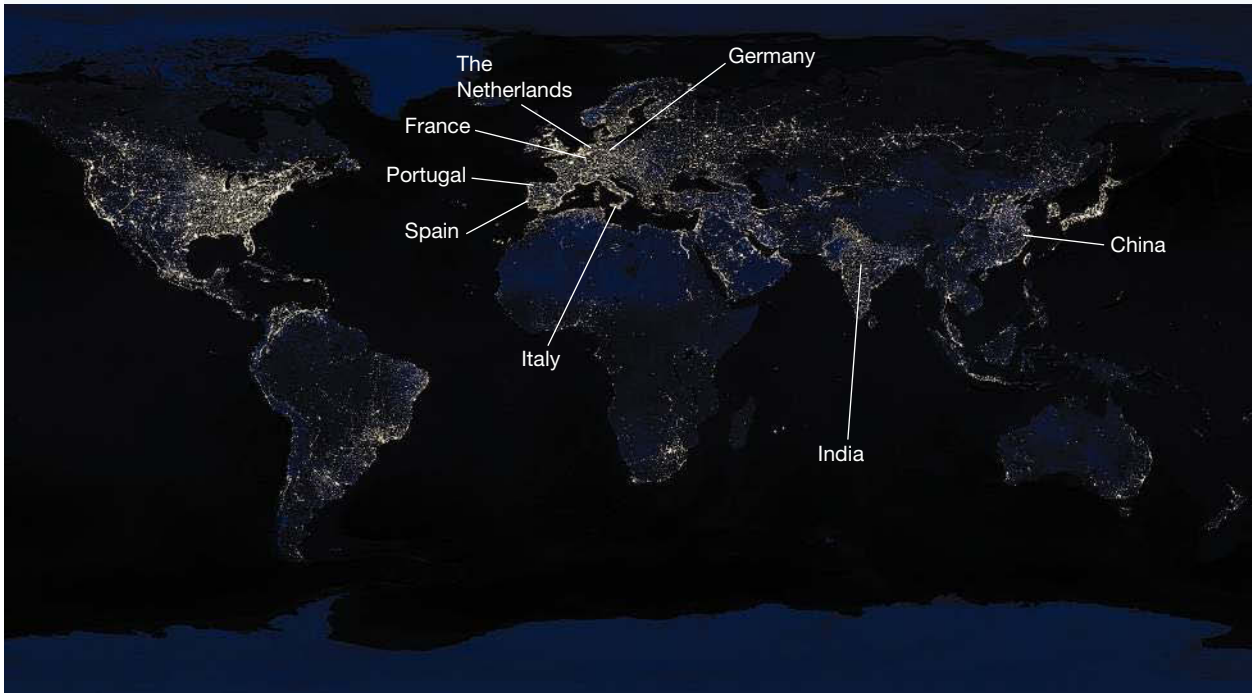 Germany
The
Netherlands
France
Portugal
Spain
China
Italy
India